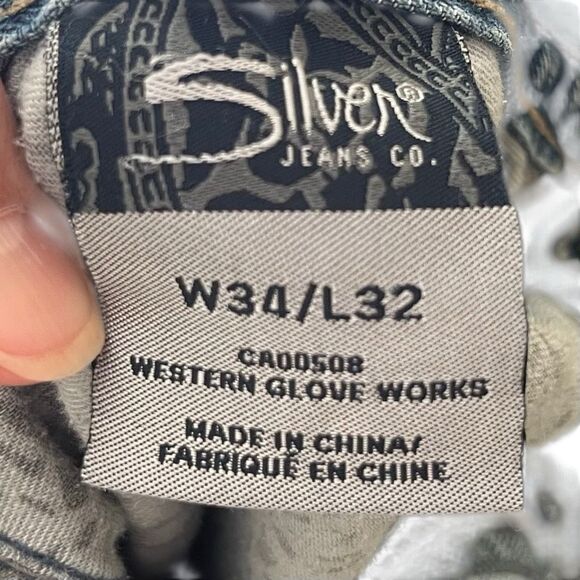 Silver®
JEANS CO.
W34/L32
CA00508
WESTERN GLOVE WORKS
MADE IN CHINA/
FABRIQUÉ EN CHINE